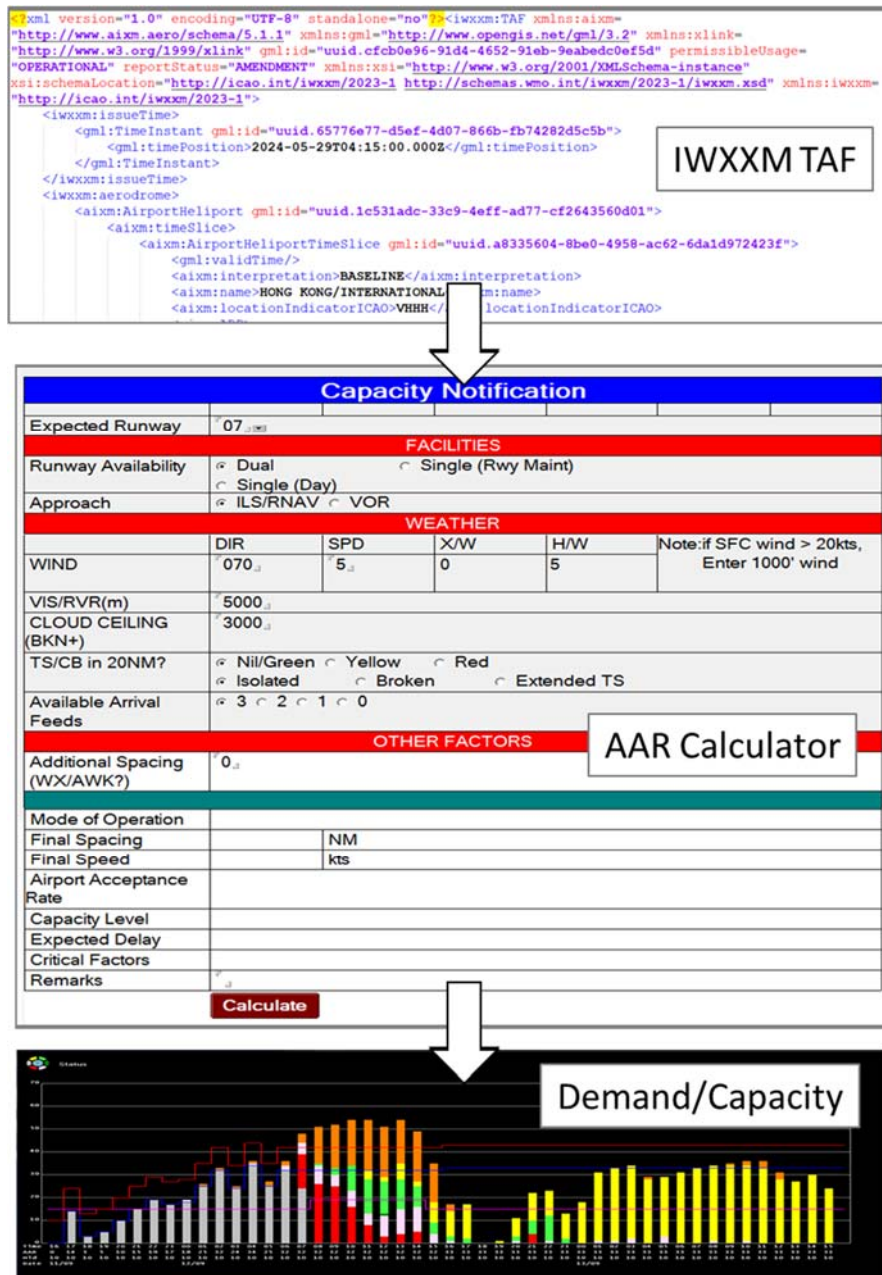 <?xml version="1.0" encoding="UTF-8" standalone="no"?><iwxxm:TAF xmlns:aixm=
"http://www.aixm.aero/schema/5.1.1" xmlns:gml="http://www.opengis.net/gml/3.2" xmlns:xlink=
"http://www.w3.org/1999/xlink" gml:id="uuid.cfcb0e96-91d4-4652-91eb-9eabedc0ef5d" permissibleUsage=
"OPERATIONAL" reportStatus="AMENDMENT" xmlns:xsi="http://www.w3.org/2001/XMLSchema-instance"
xsi:schemaLocation="http://icao.int/iwxxm/2023-1 http://schemas.wmo.int/iwxxm/2023-1/iwxxm.xsd" xmlns:iwxxm=
"http://icao.int/iwxxm/2023-1">
<iwxxm:issueTime>
<gml:TimeInstant gml:id="uuid.65776e77-d5ef-4d07-866b-fb74282d5c5b">
<gml:timePosition>2024-05-29T04:15:00.000Z</gml:timePosition>
</gml:TimeInstant>
</iwxxm:issueTime>
IWXXM TAF
<iwxxm:aerodrome>
<aixm:AirportHeliport gml:id="uuid.1c531adc-33c9-4eff-ad77-cf2643560d01">
<aixm:timeSlice>
<aixm:AirportHeliportTimeSlice gml:id="uuid.a8335604-8be0-4958-ac62-6da1d972423f">
<gml:validTime/>
<aixm:interpretation>BASELINE</aixm:interpretation>
<aixm:name>HONG KONG/INTERNATIONAL xm:name>
<aixm:locationIndicatorICAO>VHHH</ locationIndicatorICAO>
Capacity Notification
Expected Runway 07
FACILITIES
Runway Availability Dual Single (Rwy Maint)
Single (Day)
Approach ILS/RNAV VOR
WEATHER
DIR SPD X/W H/W Note:if SFC wind > 20kts,
WIND 070 5 0 5 Enter 1000' wind
VIS/RVR(m) 5000
CLOUD CEILING 3000
(BKN+)
TS/CB in 20NM? Nil/Green Yellow Red
Isolated Broken Extended TS
Available Arrival 3 2 1 0
Feeds
OTHER FACTORS
AAR Calculator
Additional Spacing 0
(WX/AWK?)
Mode of Operation
Final Spacing NM
Final Speed kts
Airport Acceptance
Rate
Capacity Level
Expected Delay
Critical Factors
Remarks
Calculate
Status
Demand/Capacity